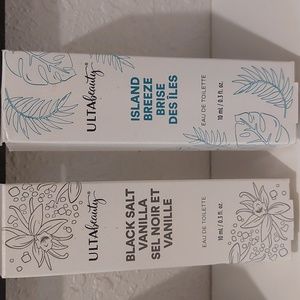 ULTA beauty
ISLAND
BREEZE
BRISE
DES ÎLES
EAU DE TOILETTE
10 mL / 0.3 fl. oz.
ULTA beauty
BLACK SALT
VANILLA
SEL NOIR ET
VANILLE
EAU DE TOILETTE
10 mL / 0.3 fl. oz.